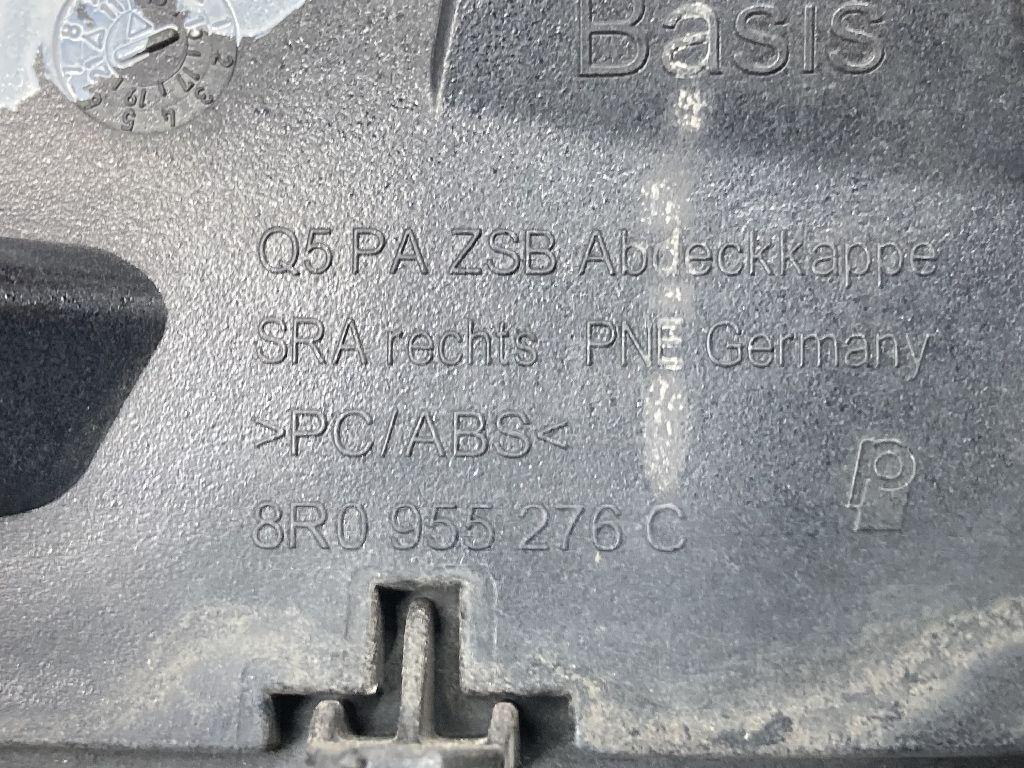 Basis
Q5 PA ZSB Abdeckkappe
SRA rechts PNE Germany
>PC/ABS<
8R0 955 276 C